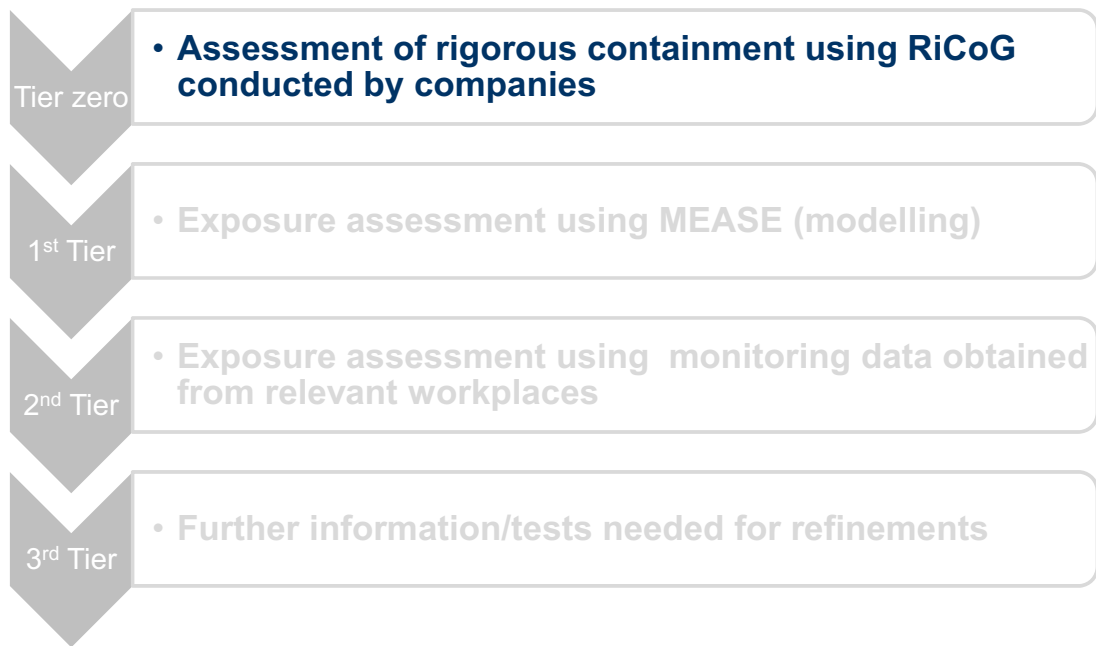 Tier zero
• Assessment of rigorous containment using RiCoG
conducted by companies
1st Tier
• Exposure assessment using MEASE (modelling)
2nd Tier
• Exposure assessment using  monitoring data obtained
from relevant workplaces
3rd Tier
• Further information/tests needed for refinements